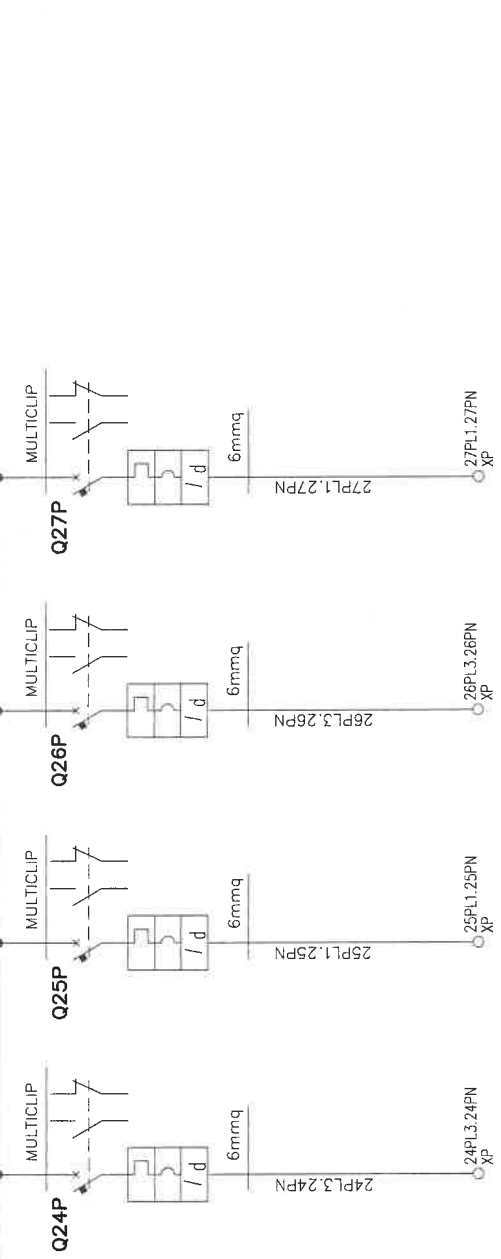 MULTICLIP
Q24P
I d
6mmq
24PL3.24PN
24PL3.24PN
XP
MULTICLIP
Q25P
I d
6mmq
25PL1.25PN
25PL1.25PN
XP
MULTICLIP
Q26P
I d
6mmq
26PL3.26PN
26PL3.26PN
XP
MULTICLIP
Q27P
I d
6mmq
27PL1.27PN
27PL1.27PN
XP